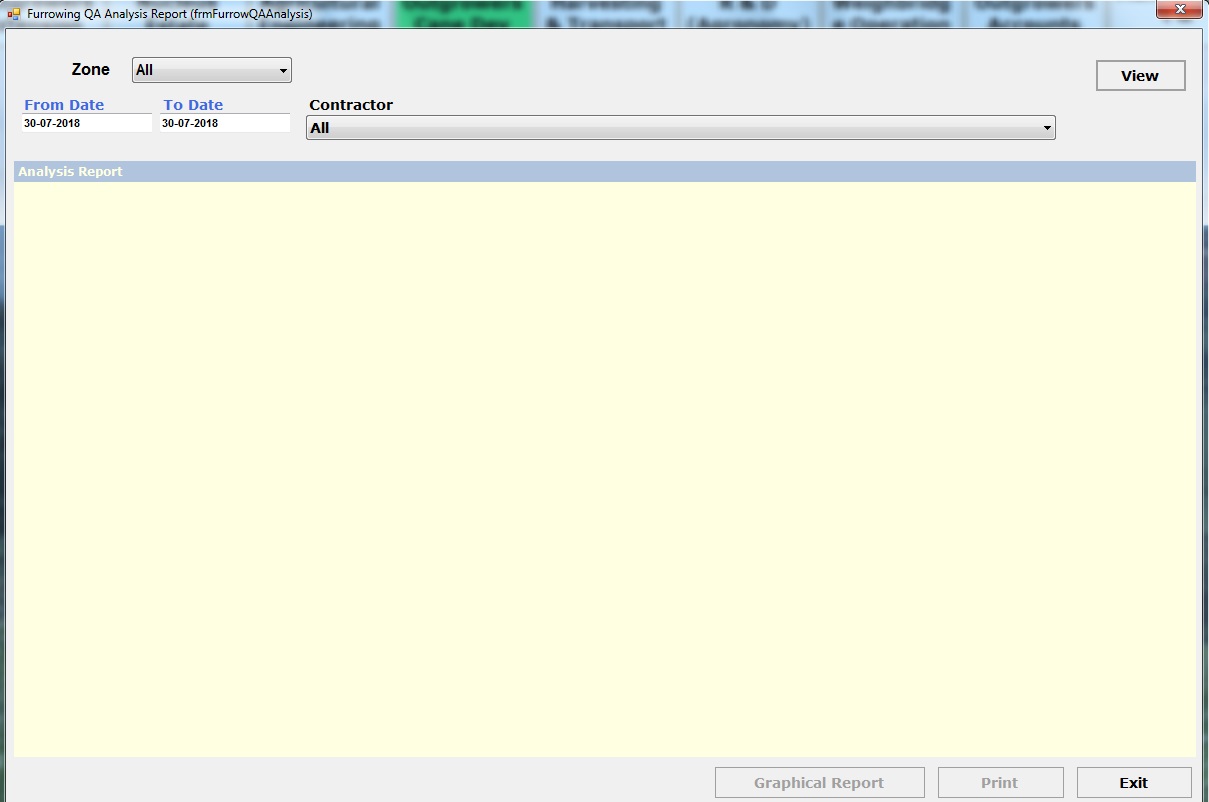 Furrowing QA Analysis Report (frmFurrowQAAnalysis)
Zone All
View
From Date To Date Contractor
30-07-2018 30-07-2018 All
Analysis Report
Graphical Report Print Exit